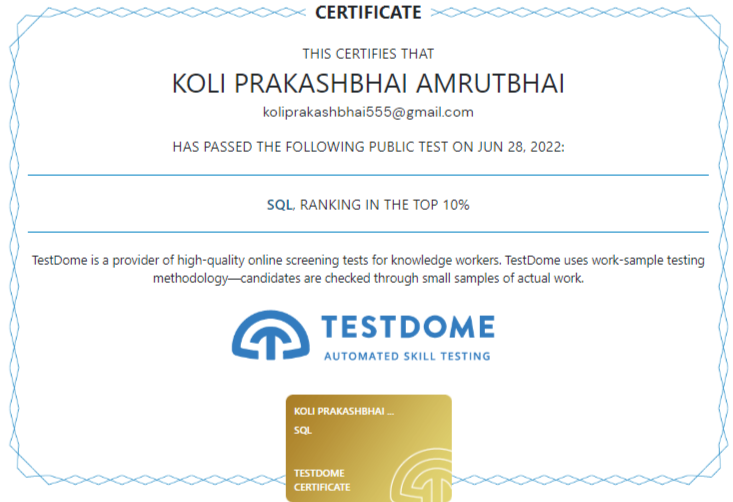 CERTIFICATE
THIS CERTIFIES THAT
KOLI PRAKASHBHAI AMRUTBHAI
koliprakashbhai555@gmail.com
HAS PASSED THE FOLLOWING PUBLIC TEST ON JUN 28, 2022:
SQL, RANKING IN THE TOP 10%
TestDome is a provider of high-quality online screening tests for knowledge workers. TestDome uses work-sample testing
methodology—candidates are checked through small samples of actual work.
TESTDOME
AUTOMATED SKILL TESTING
KOLI PRAKASHBHAI ...
SQL
TESTDOME
CERTIFICATE